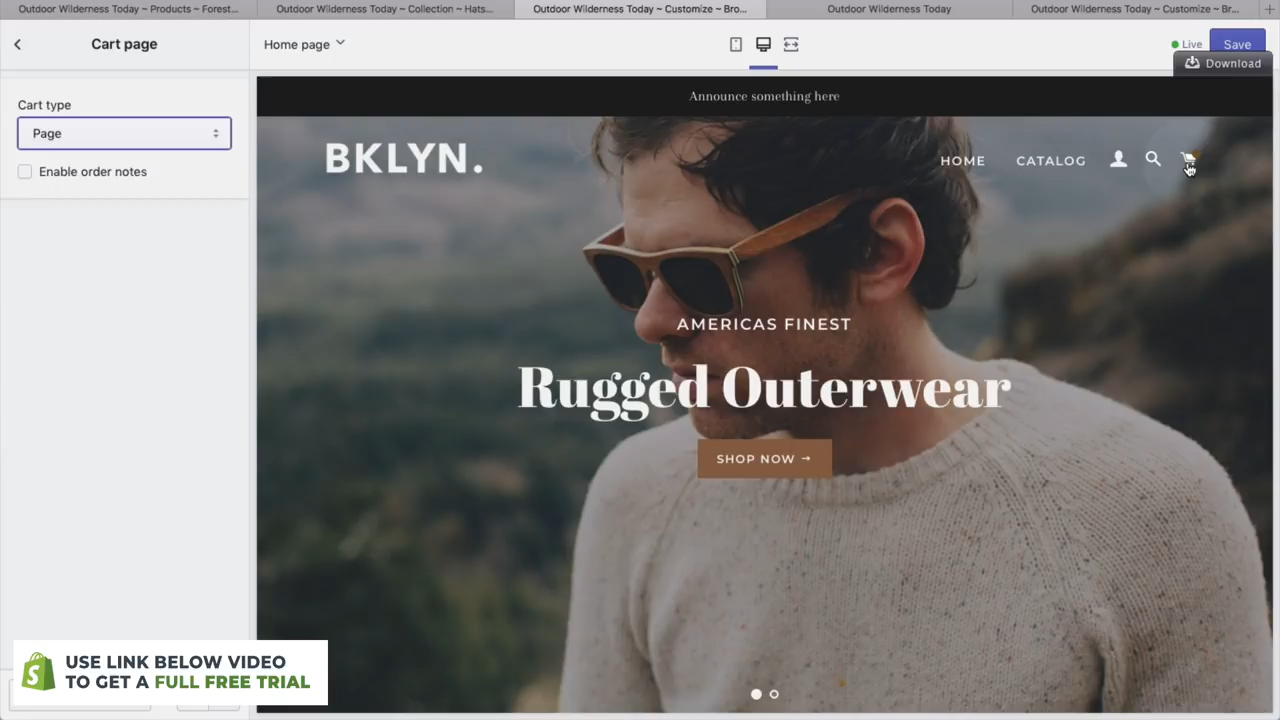 Outdoor Wilderness Today ~ Products ~ Forest...
Outdoor Wilderness Today ~ Collection ~ Hats...
Outdoor Wilderness Today ~ Customize ~ Bro...
Outdoor Wilderness Today
Outdoor Wilderness Today ~ Customize ~ Br...
Cart page
Home page
Live
Save
Download
Cart type
Page
Enable order notes
Announce something here
BKLYN.
HOME
CATALOG
AMERICAS FINEST
Rugged Outerwear
SHOP NOW →
USE LINK BELOW VIDEO
TO GET A FULL FREE TRIAL